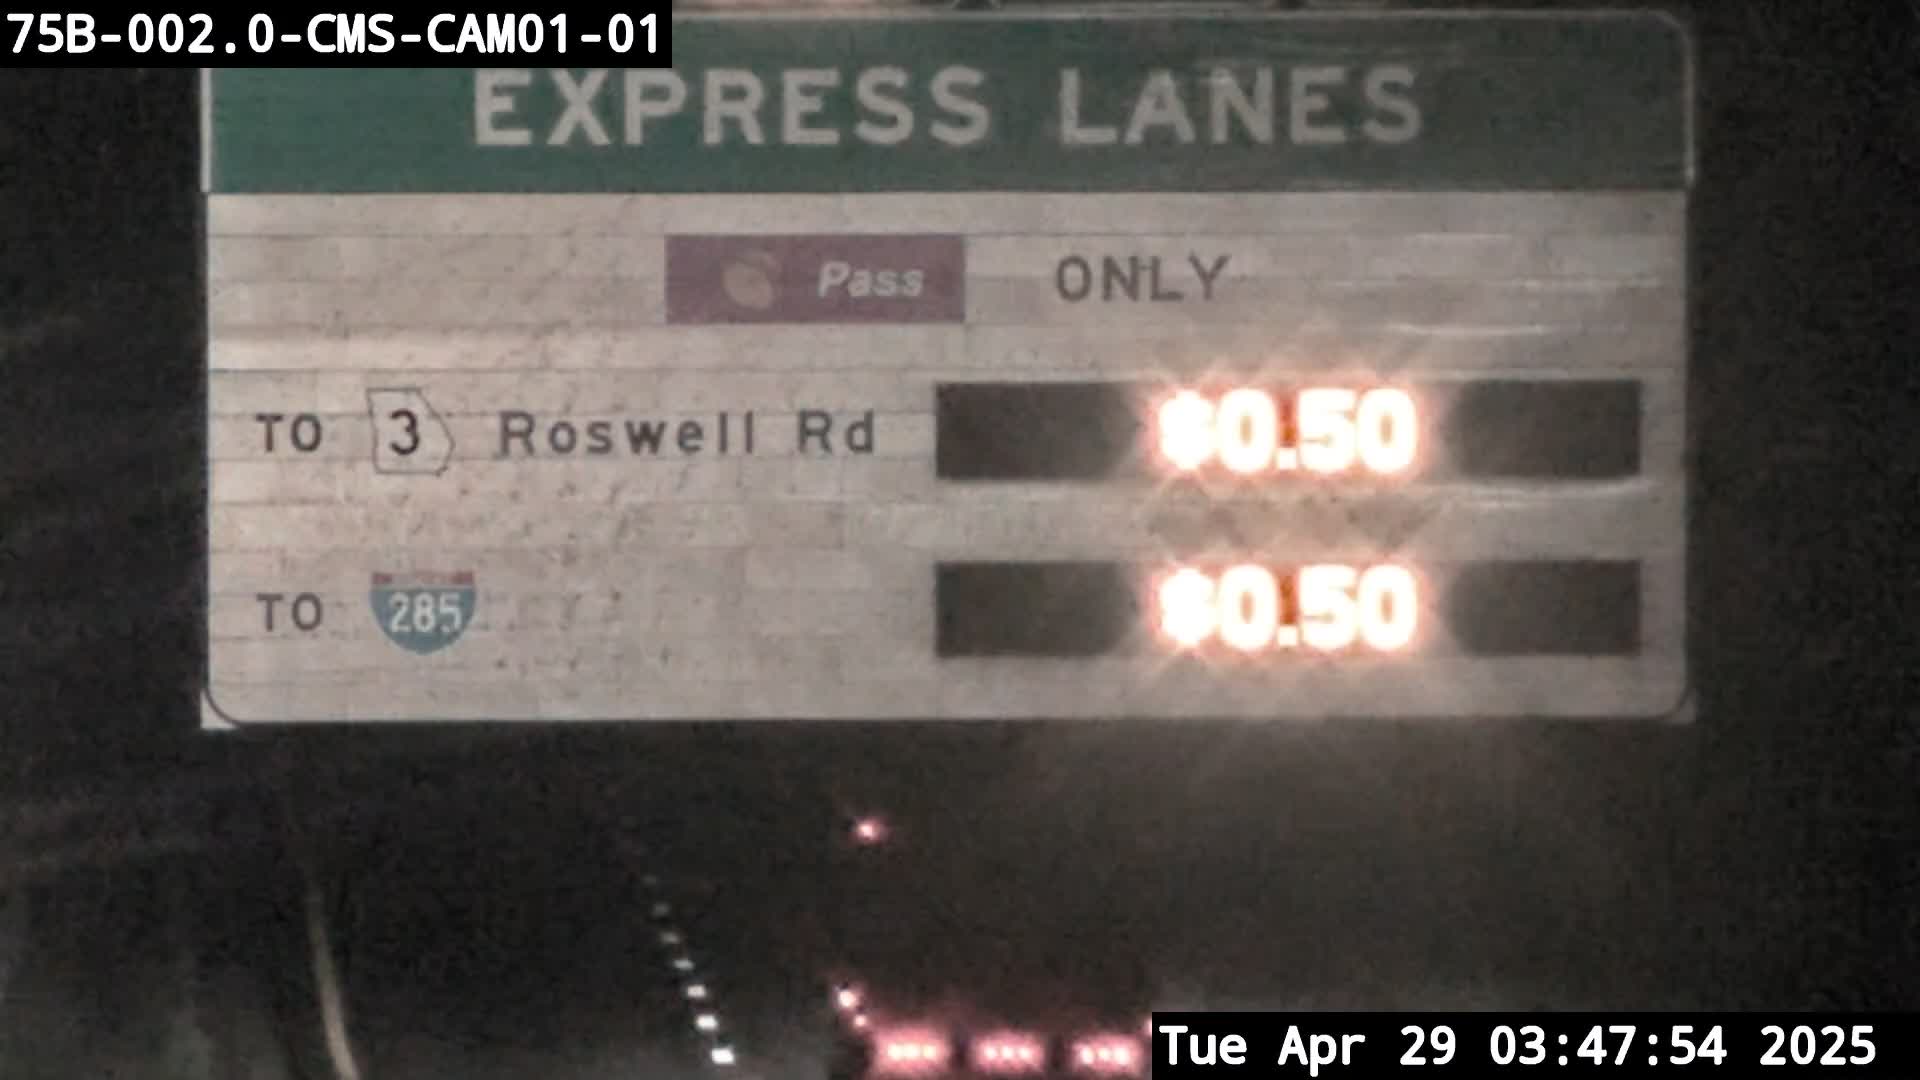 75B-002.0-CMS-CAM01-01
EXPRESS LANES
Pass ONLY
TO 3 Roswell Rd $0.50
TO 285 $0.50
Tue Apr 29 03:47:54 2025